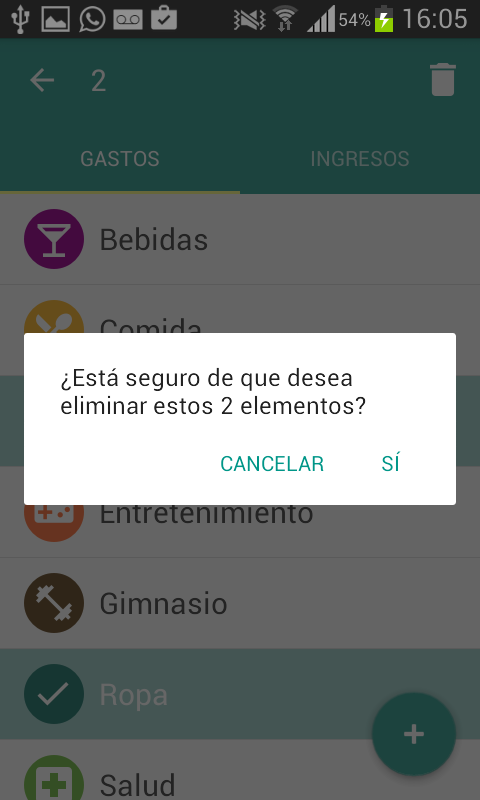 54% 16:05
2
GASTOS INGRESOS
Bebidas
Comida
¿Está seguro de que desea
eliminar estos 2 elementos?
CANCELAR SÍ
Entretenimiento
Gimnasio
Ropa
Salud